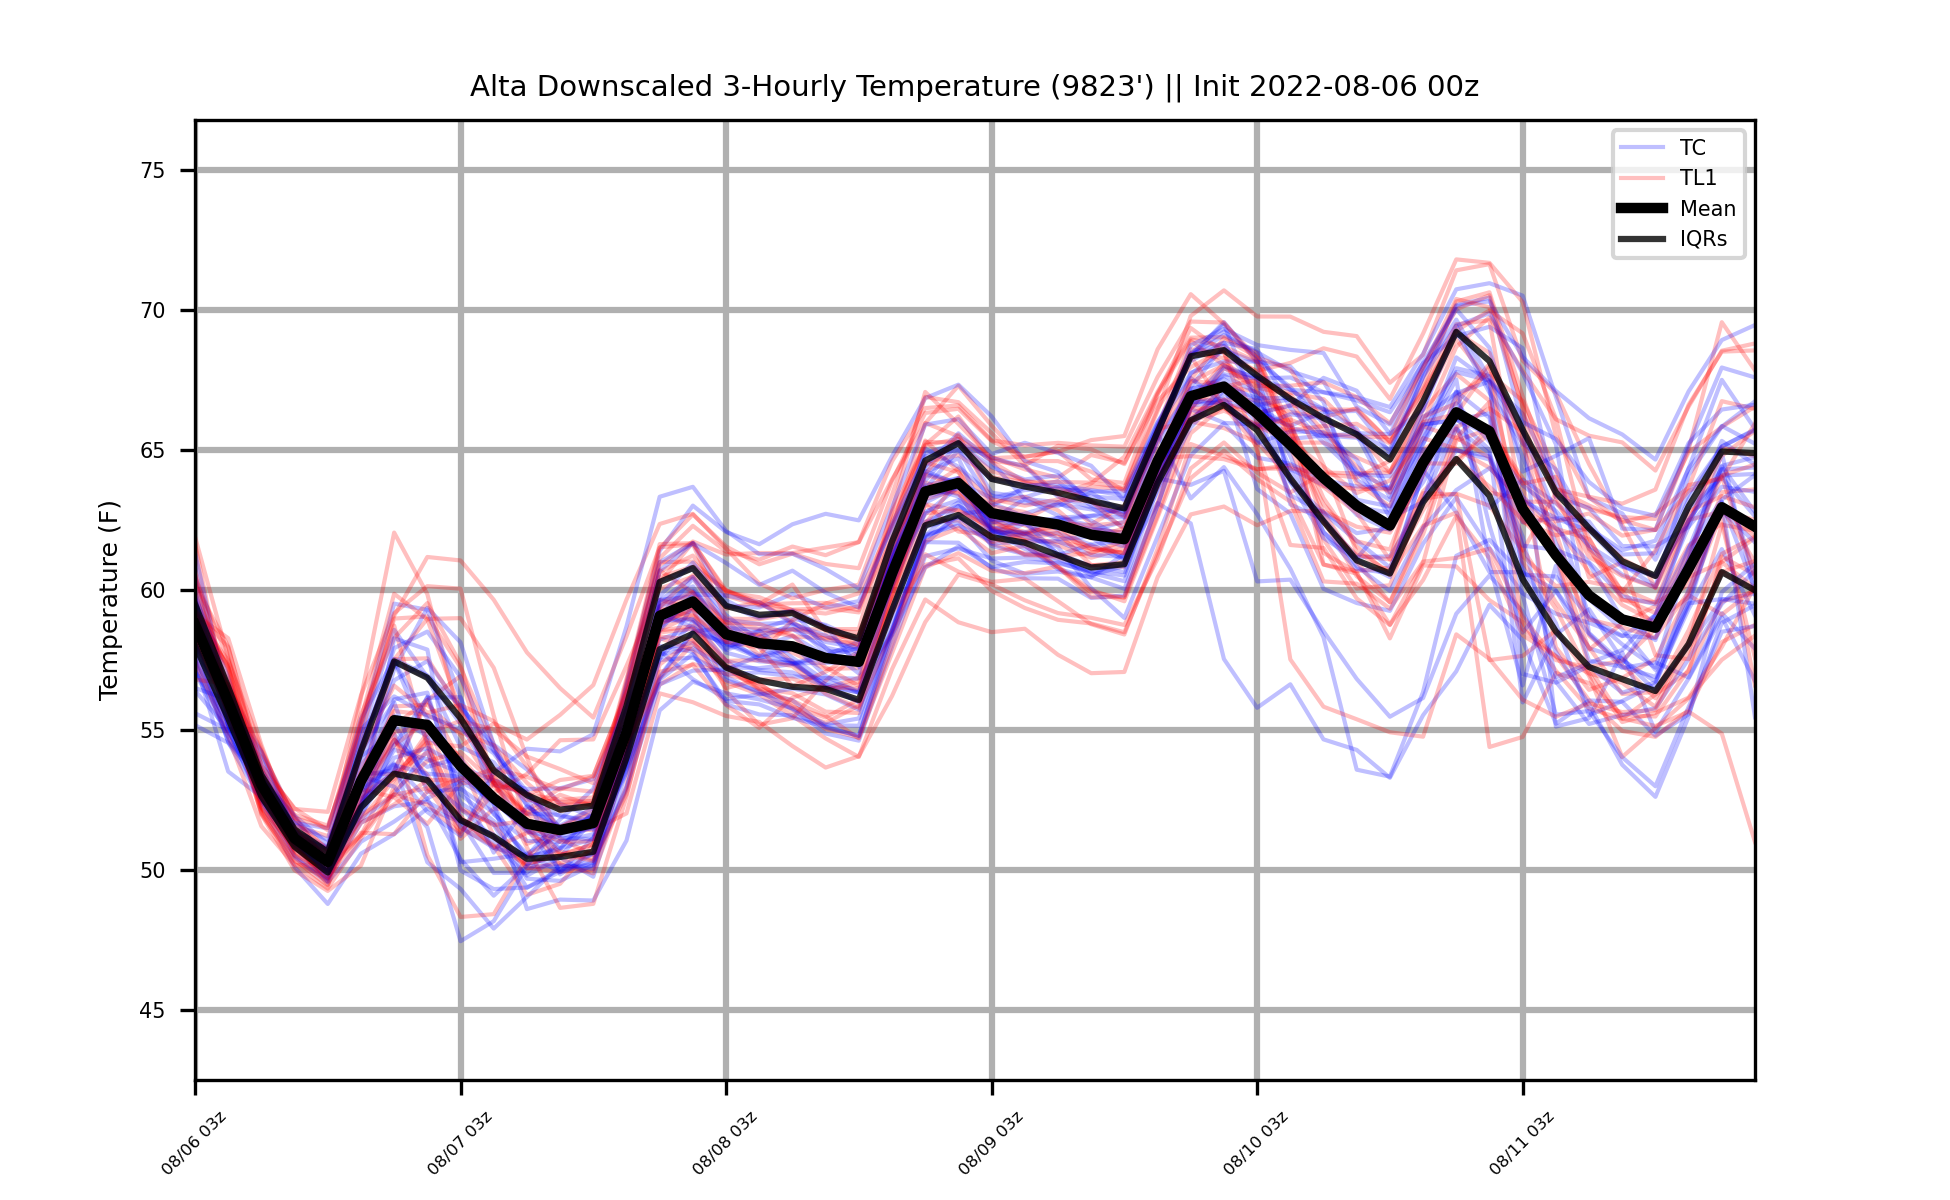 Alta Downscaled 3-Hourly Temperature (9823') || Init 2022-08-06 00z
TC
TL1
Mean
IQRs
Temperature (F)
75
70
65
60
55
50
45
08/06 03z
08/07 03z
08/08 03z
08/09 03z
08/10 03z
08/11 03z